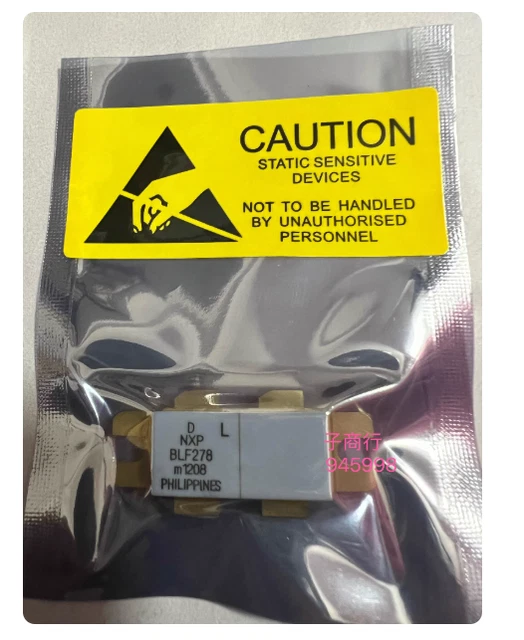 CAUTION
STATIC SENSITIVE
DEVICES
NOT TO BE HANDLED
BY UNAUTHORISED
PERSONNEL
D L
NXP
BLF278
m1208
PHILIPPINES
子商行
945998